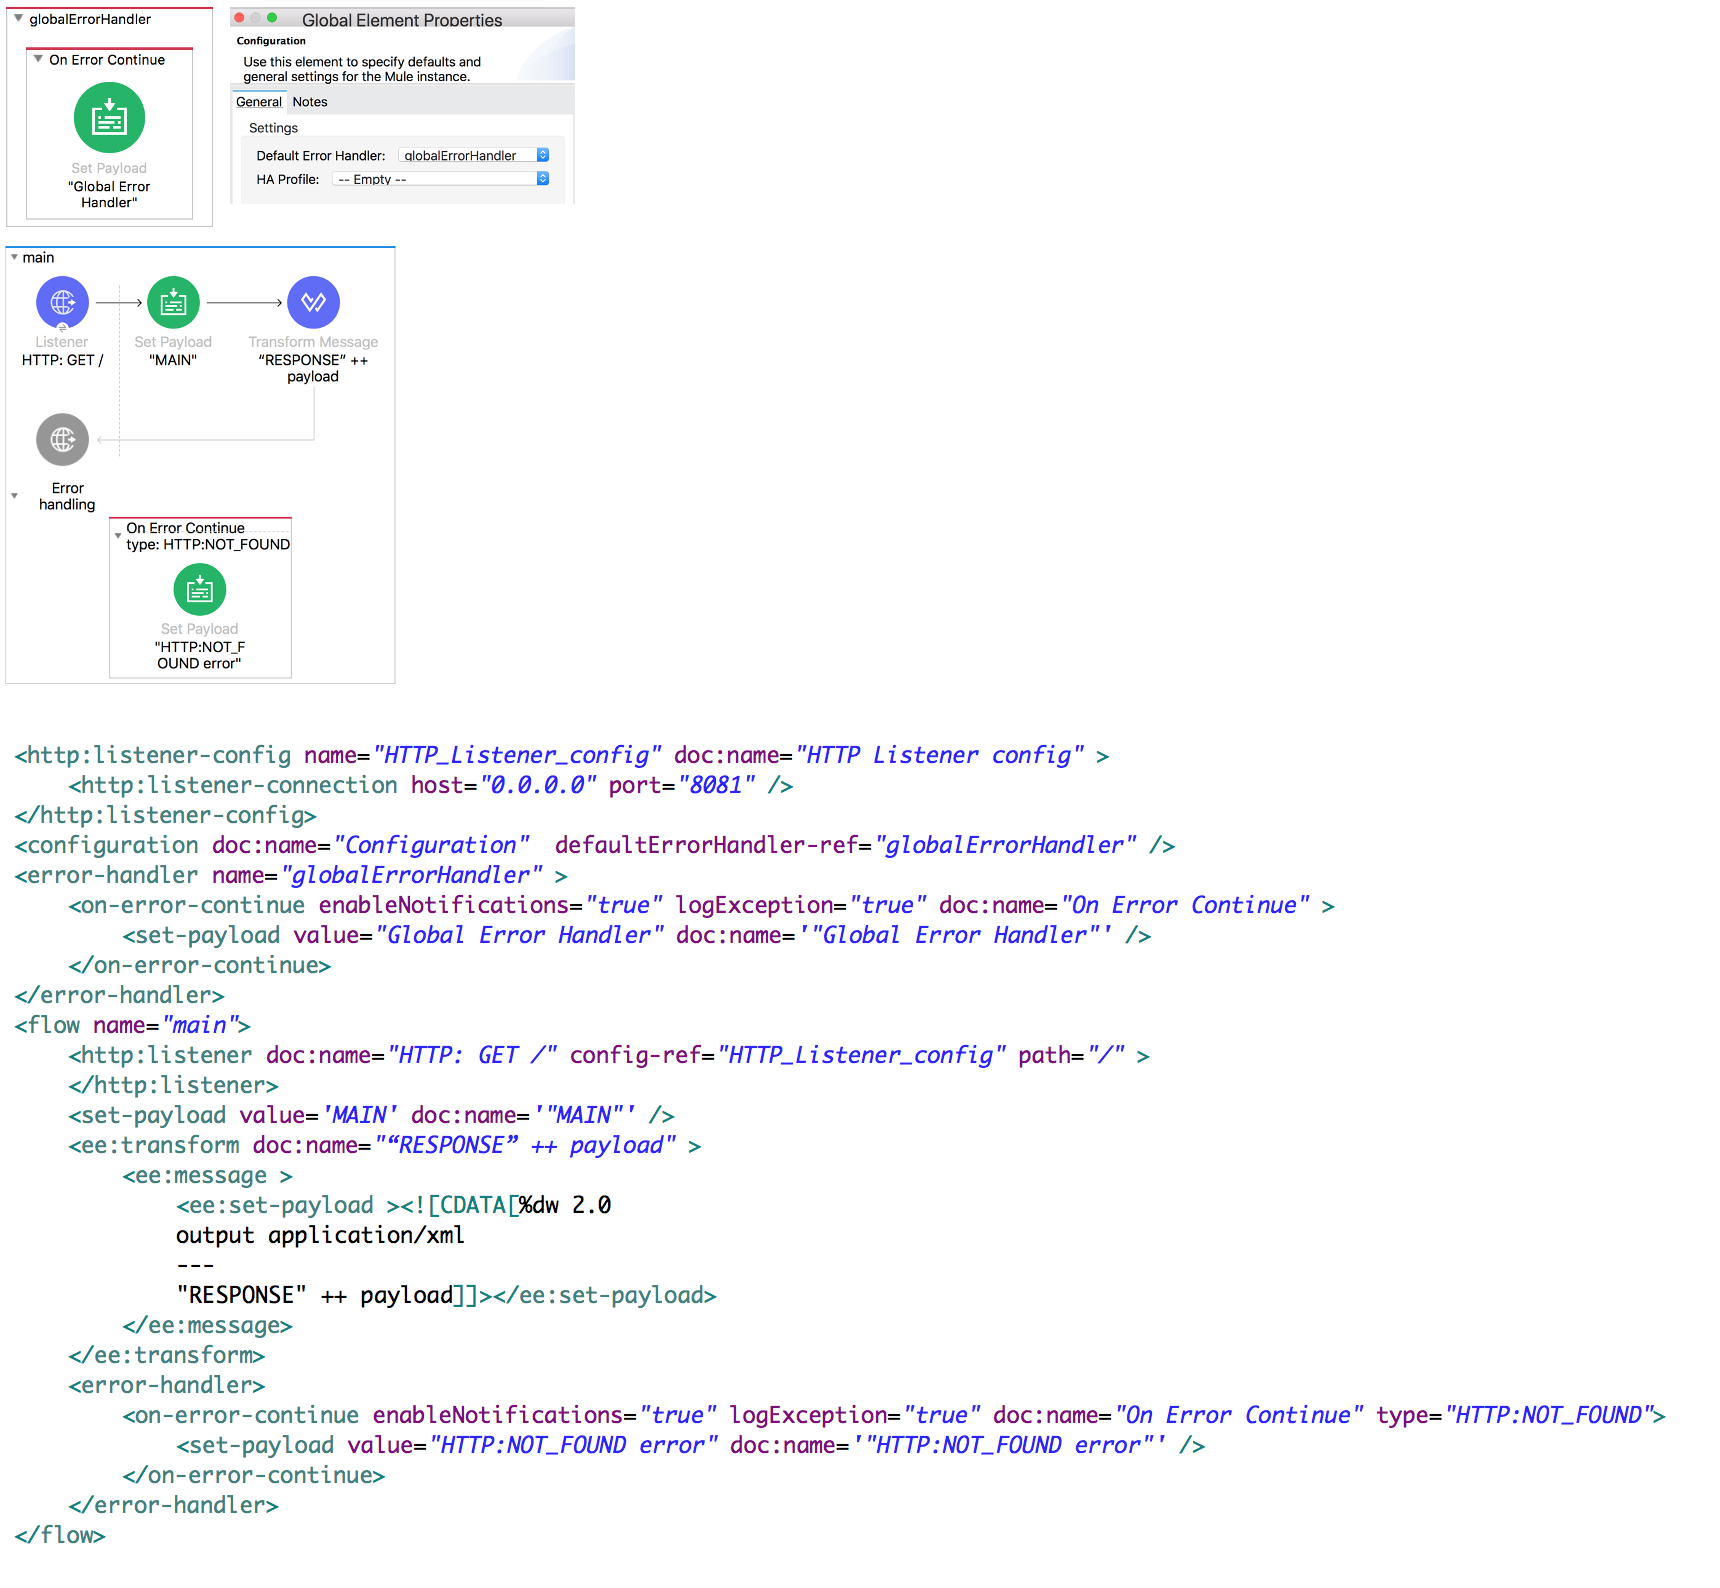 globalErrorHandler
On Error Continue
Set Payload
"Global Error
Handler"
Global Element Properties
Configuration
Use this element to specify defaults and
general settings for the Mule instance.
General Notes
Settings
Default Error Handler: globalErrorHandler
HA Profile: -- Empty --
main
Listener
HTTP: GET /
Set Payload
"MAIN"
Transform Message
“RESPONSE” ++
payload
Error
handling
On Error Continue
type: HTTP:NOT_FOUND
Set Payload
"HTTP:NOT_F
OUND error"
<http:listener-config name="HTTP_Listener_config" doc:name="HTTP Listener config" >
<http:listener-connection host="0.0.0.0" port="8081" />
</http:listener-config>
<configuration doc:name="Configuration"  defaultErrorHandler-ref="globalErrorHandler" />
<error-handler name="globalErrorHandler" >
<on-error-continue enableNotifications="true" logException="true" doc:name="On Error Continue" >
<set-payload value="Global Error Handler" doc:name='"Global Error Handler"' />
</on-error-continue>
</error-handler>
<flow name="main">
<http:listener doc:name="HTTP: GET /" config-ref="HTTP_Listener_config" path="/" >
</http:listener>
<set-payload value='MAIN' doc:name='"MAIN"' />
<ee:transform doc:name="“RESPONSE” ++ payload" >
<ee:message >
<ee:set-payload ><![CDATA[%dw 2.0
output application/xml
---
"RESPONSE" ++ payload]]></ee:set-payload>
</ee:message>
</ee:transform>
<error-handler>
<on-error-continue enableNotifications="true" logException="true" doc:name="On Error Continue" type="HTTP:NOT_FOUND">
<set-payload value="HTTP:NOT_FOUND error" doc:name='"HTTP:NOT_FOUND error"' />
</on-error-continue>
</error-handler>
</flow>